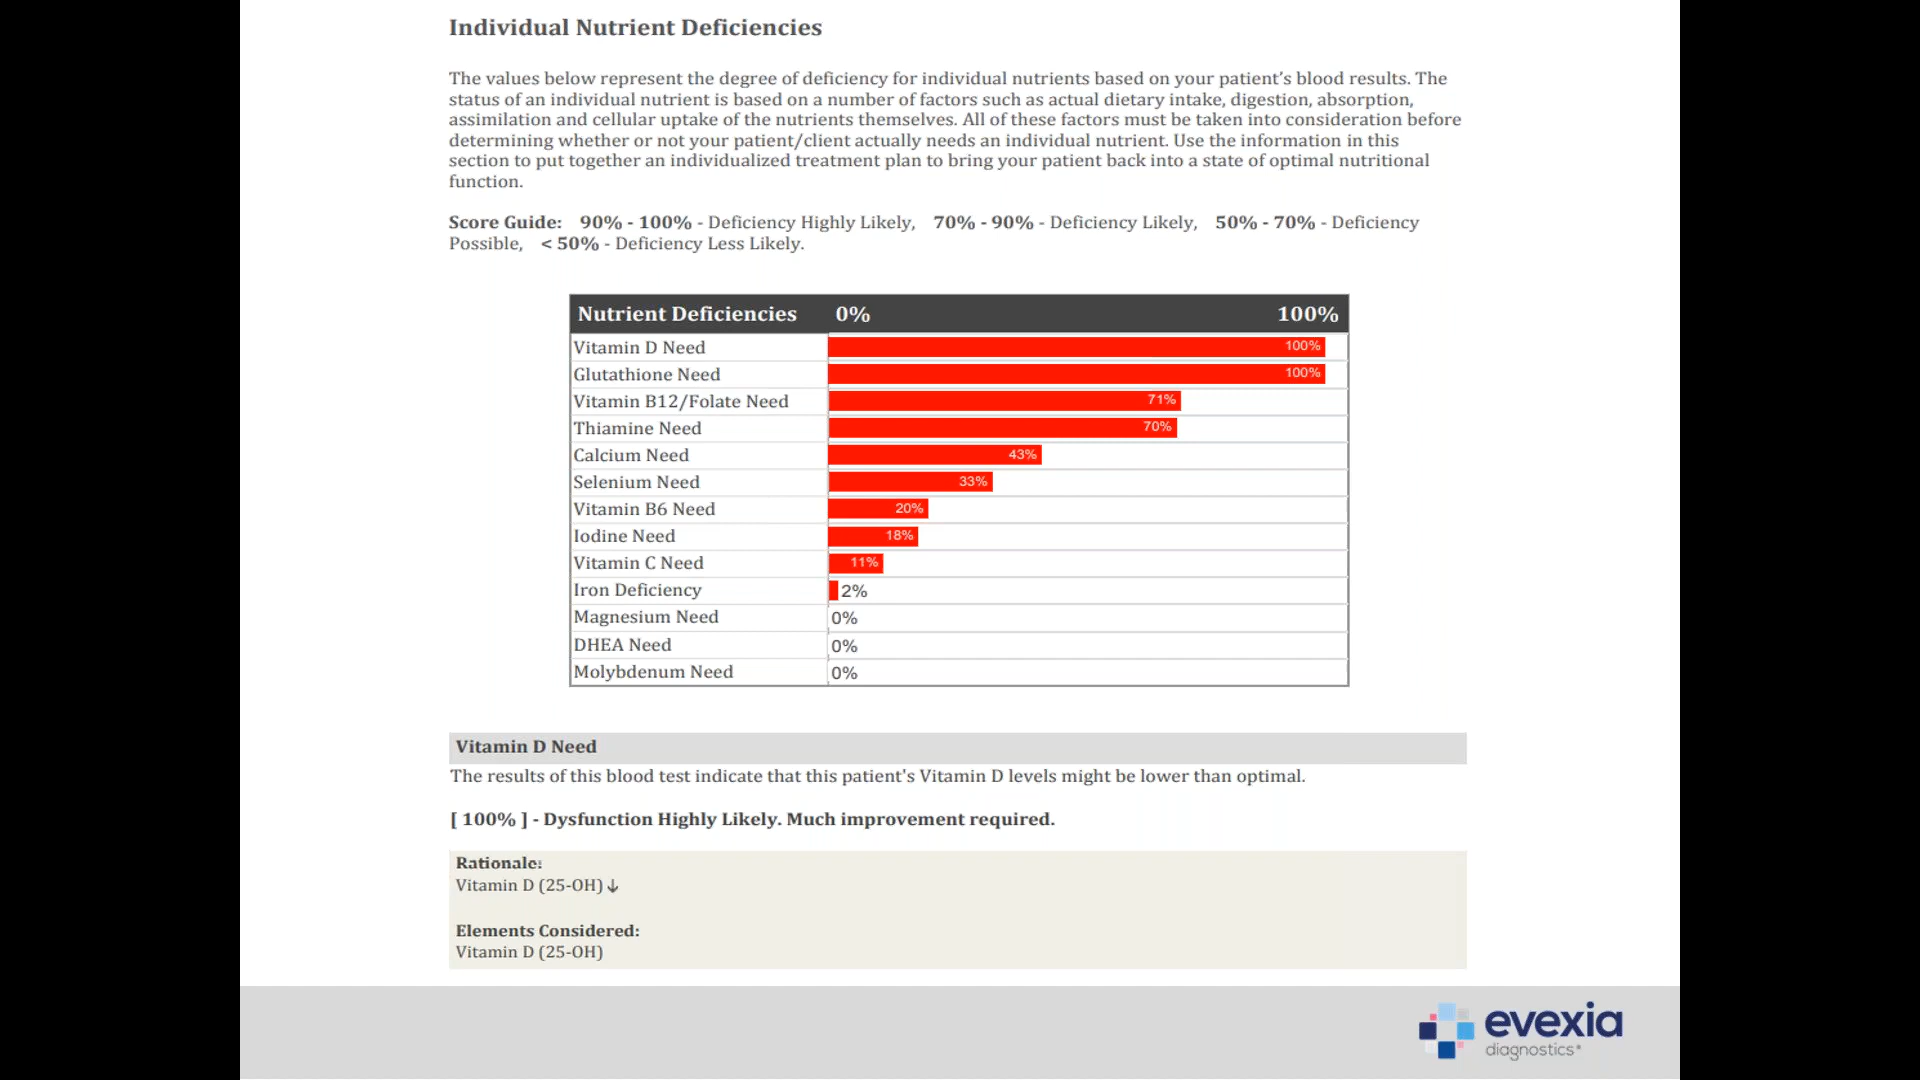 Individual Nutrient Deficiencies
The values below represent the degree of deficiency for individual nutrients based on your patient's blood results. The
status of an individual nutrient is based on a number of factors such as actual dietary intake, digestion, absorption,
assimilation and cellular uptake of the nutrients themselves. All of these factors must be taken into consideration before
determining whether or not your patient/client actually needs an individual nutrient. Use the information in this
section to put together an individualized treatment plan to bring your patient back into a state of optimal nutritional
function.
Score Guide: 90% - 100% - Deficiency Highly Likely, 70% - 90% - Deficiency Likely, 50% - 70% - Deficiency
Possible, < 50% - Deficiency Less Likely.
Nutrient Deficiencies 0% 100%
Vitamin D Need 100%
Glutathione Need 100%
Vitamin B12/Folate Need 71%
Thiamine Need 70%
Calcium Need 43%
Selenium Need 33%
Vitamin B6 Need 20%
Iodine Need 18%
Vitamin C Need 11%
Iron Deficiency 2%
Magnesium Need 0%
DHEA Need 0%
Molybdenum Need 0%
Vitamin D Need
The results of this blood test indicate that this patient's Vitamin D levels might be lower than optimal.
[ 100% ] - Dysfunction Highly Likely. Much improvement required.
Rationale:
Vitamin D (25-OH) ↓
Elements Considered:
Vitamin D (25-OH)
evexia
diagnostics